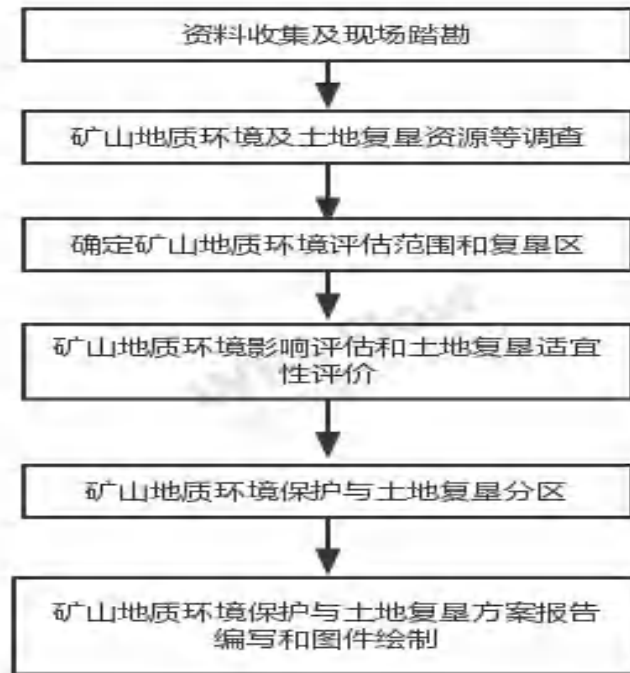 资料收集及现场踏勘
矿山地质环境及土地复垦资源等调查
确定矿山地质环境评估范围和复垦区
矿山地质环境影响评估和土地复垦适宜
性评价
矿山地质环境保护与土地复垦分区
矿山地质环境保护与土地复垦方案报告
编写和图件绘制